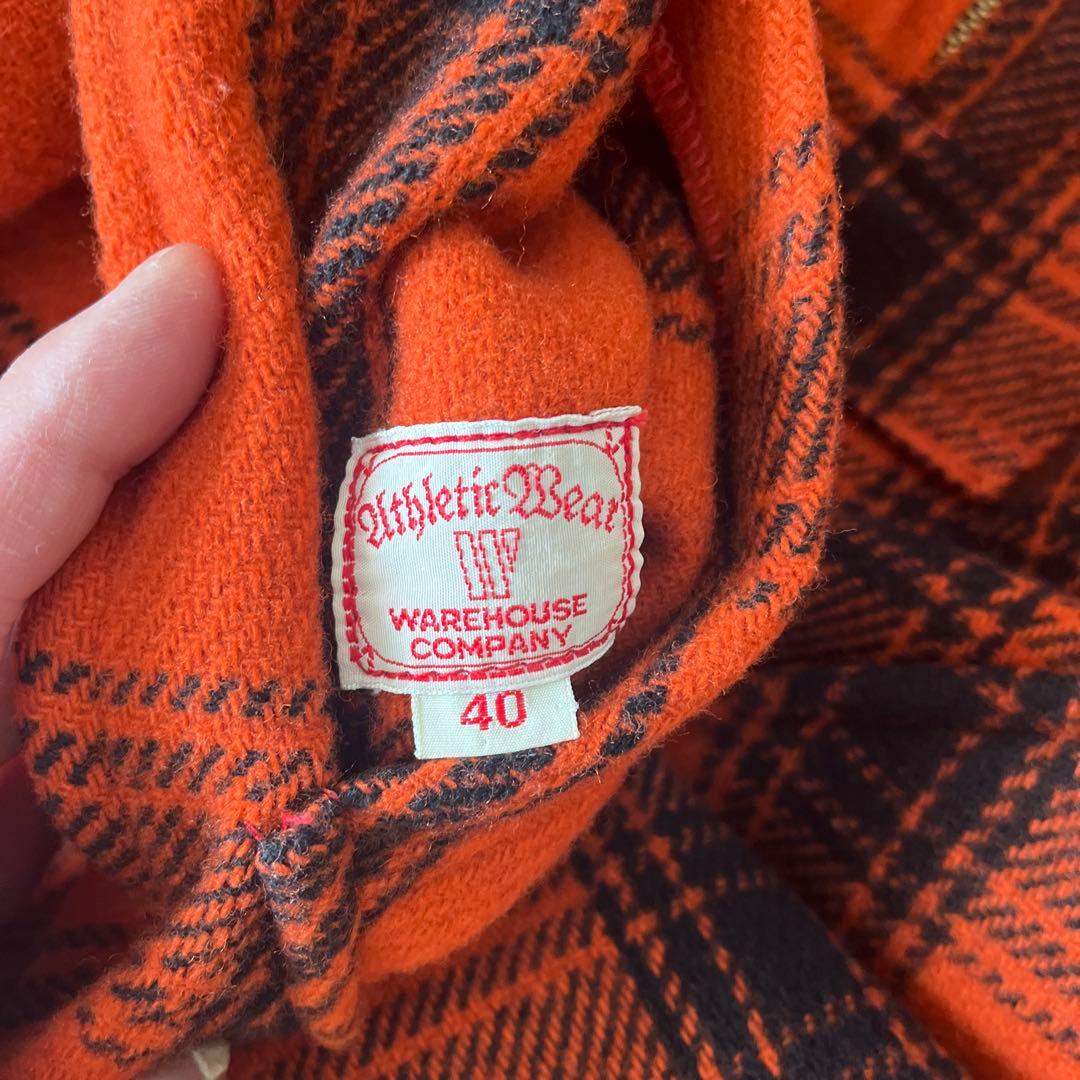 Athletic Wear
W
WAREHOUSE
COMPANY
40